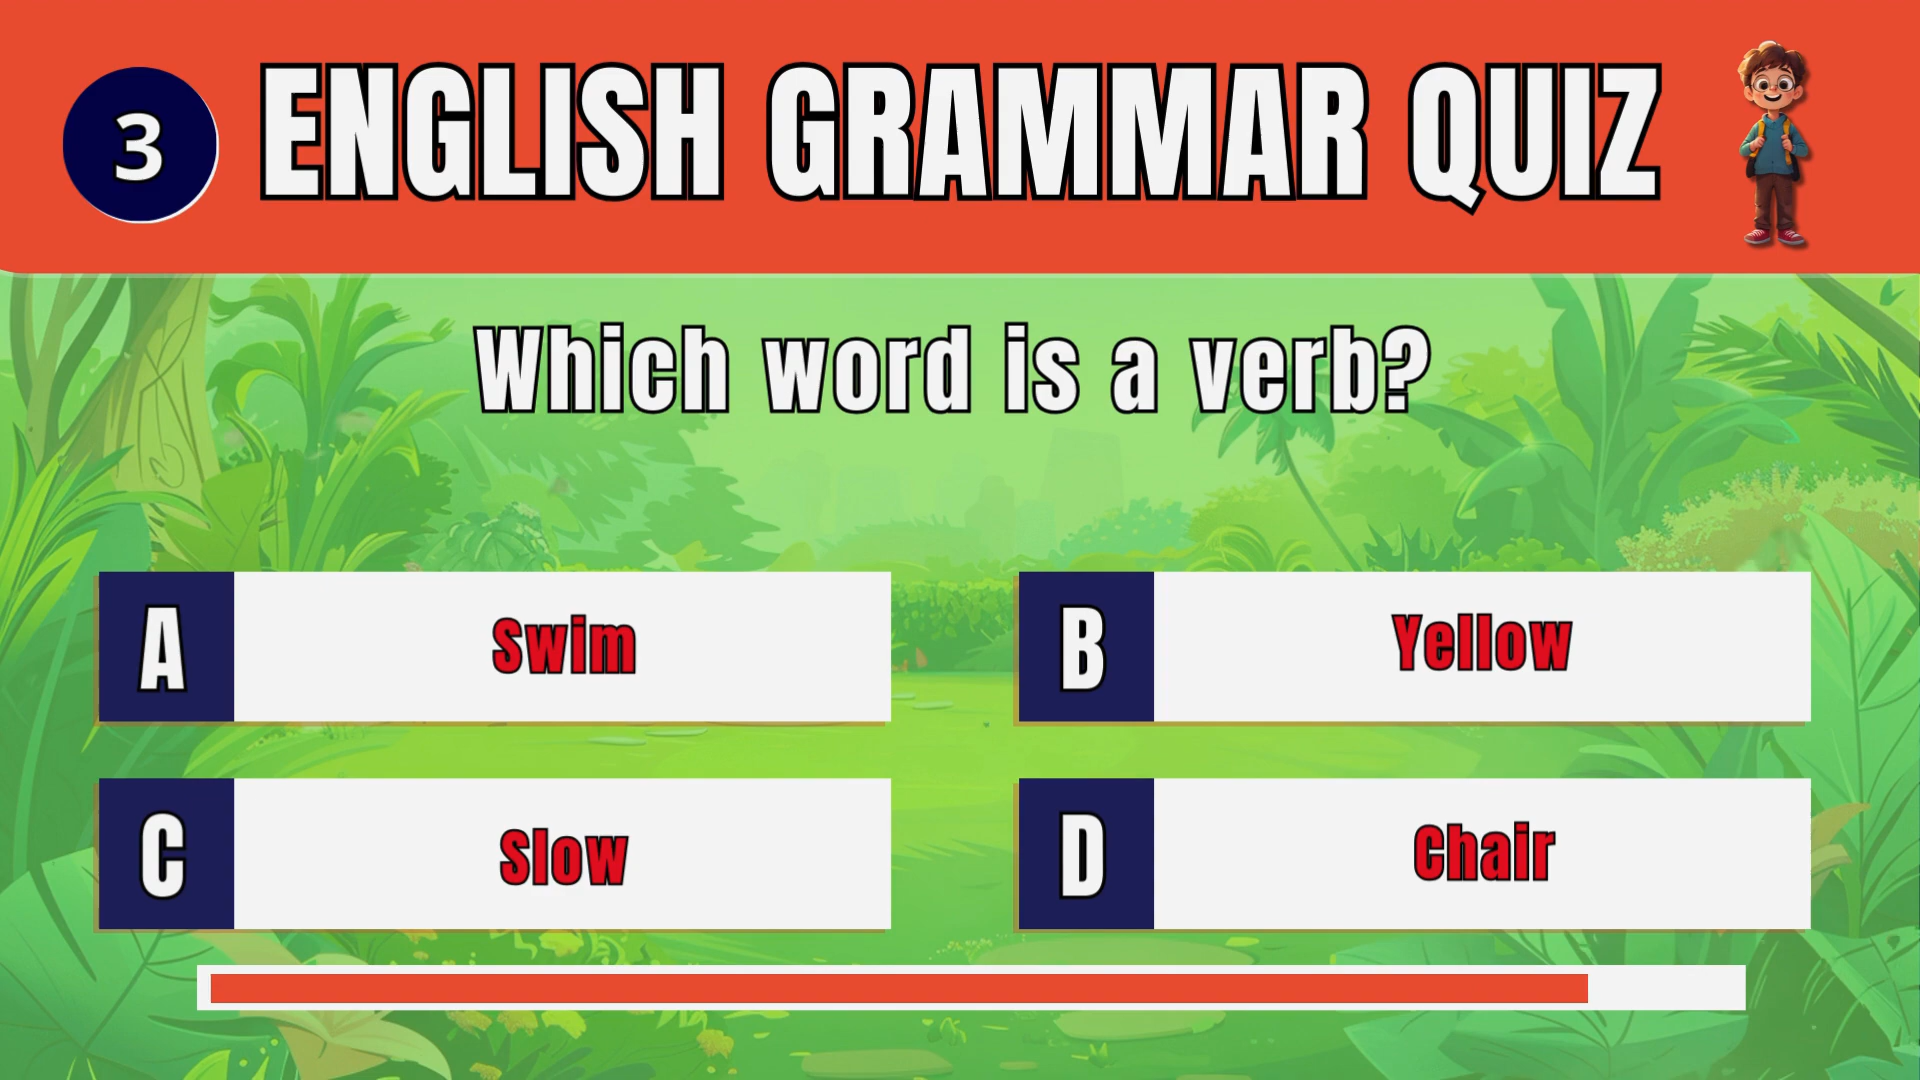 3
ENGLISH GRAMMAR QUIZ
Which word is a verb?
A
Swim
B
Yellow
C
Slow
D
Chair